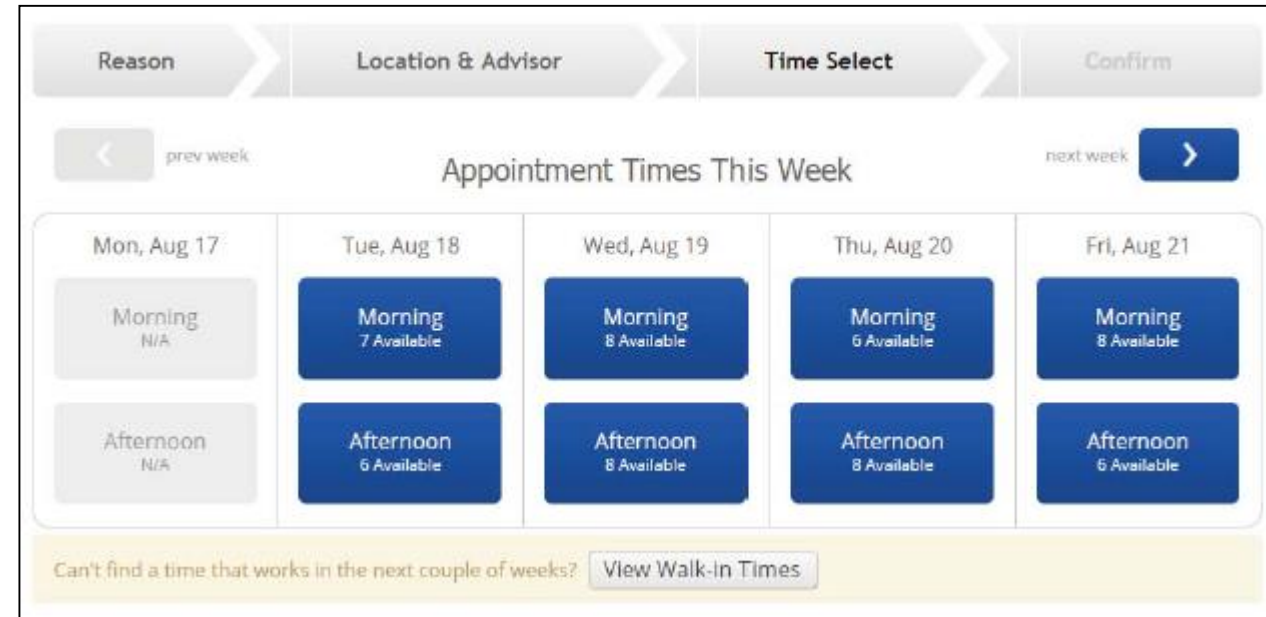 Reason Location & Advisor Time Select Confirm
prev week Appointment Times This Week next week
Mon, Aug 17 Tue, Aug 18 Wed, Aug 19 Thu, Aug 20 Fri, Aug 21
Morning Morning Morning Morning Morning
N/A 7 Available 8 Available 6 Available 8 Available
Afternoon Afternoon Afternoon Afternoon Afternoon
N/A 6 Available 8 Available 8 Available 6 Available
Can't find a time that works in the next couple of weeks? View Walk-in Times